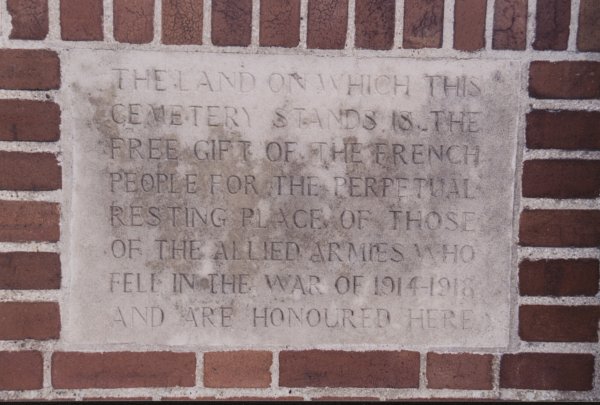 THE LAND ON WHICH THIS
CEMETERY STANDS IS THE
FREE GIFT OF THE FRENCH
PEOPLE FOR THE PERPETUAL
RESTING PLACE OF THOSE
OF THE ALLIED ARMIES WHO
FELL IN THE WAR OF 1914-1918
AND ARE HONOURED HERE